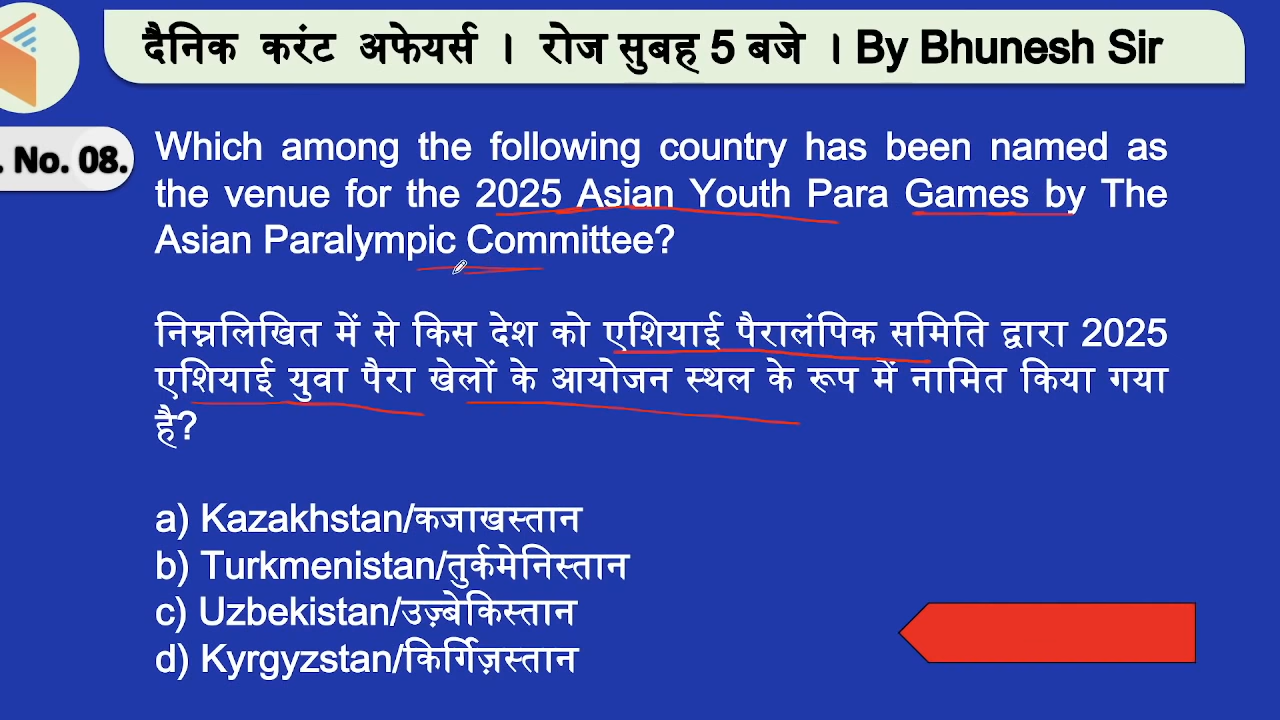 दैनिक करंट अफेयर्स । रोज सुबह 5 बजे । By Bhunesh Sir
. No. 08.
Which among the following country has been named as
the venue for the 2025 Asian Youth Para Games by The
Asian Paralympic Committee?
निम्नलिखित में से किस देश को एशियाई पैरालंपिक समिति द्वारा 2025
एशियाई युवा पैरा खेलों के आयोजन स्थल के रूप में नामित किया गया
है?
a) Kazakhstan/कजाखस्तान
b) Turkmenistan/तुर्कमेनिस्तान
c) Uzbekistan/उज़्बेकिस्तान
d) Kyrgyzstan/किर्गिज़स्तान